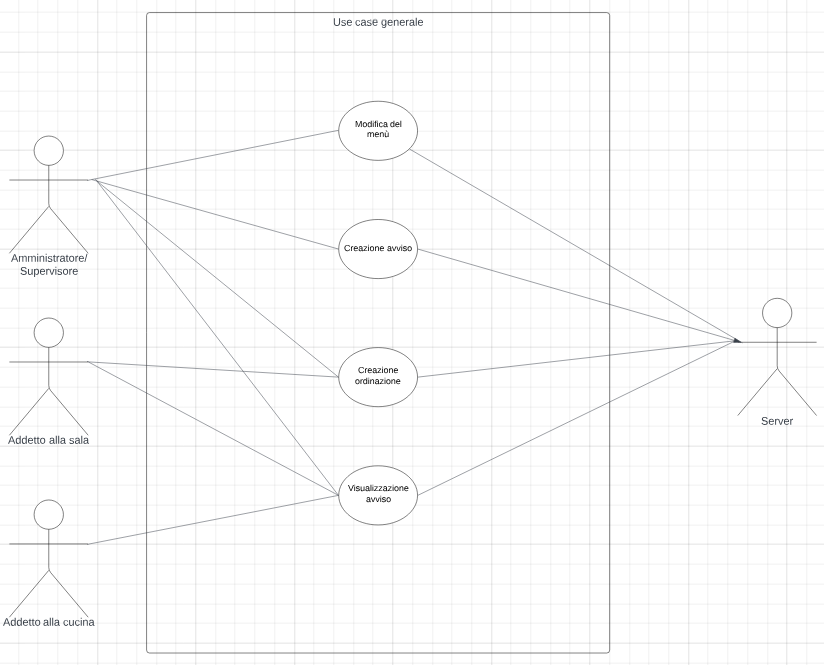 Use case generale
Modifica del
menù
Amministratore/
Supervisore
Creazione avviso
Creazione
ordinazione
Server
Addetto alla sala
Visualizzazione
avviso
Addetto alla cucina